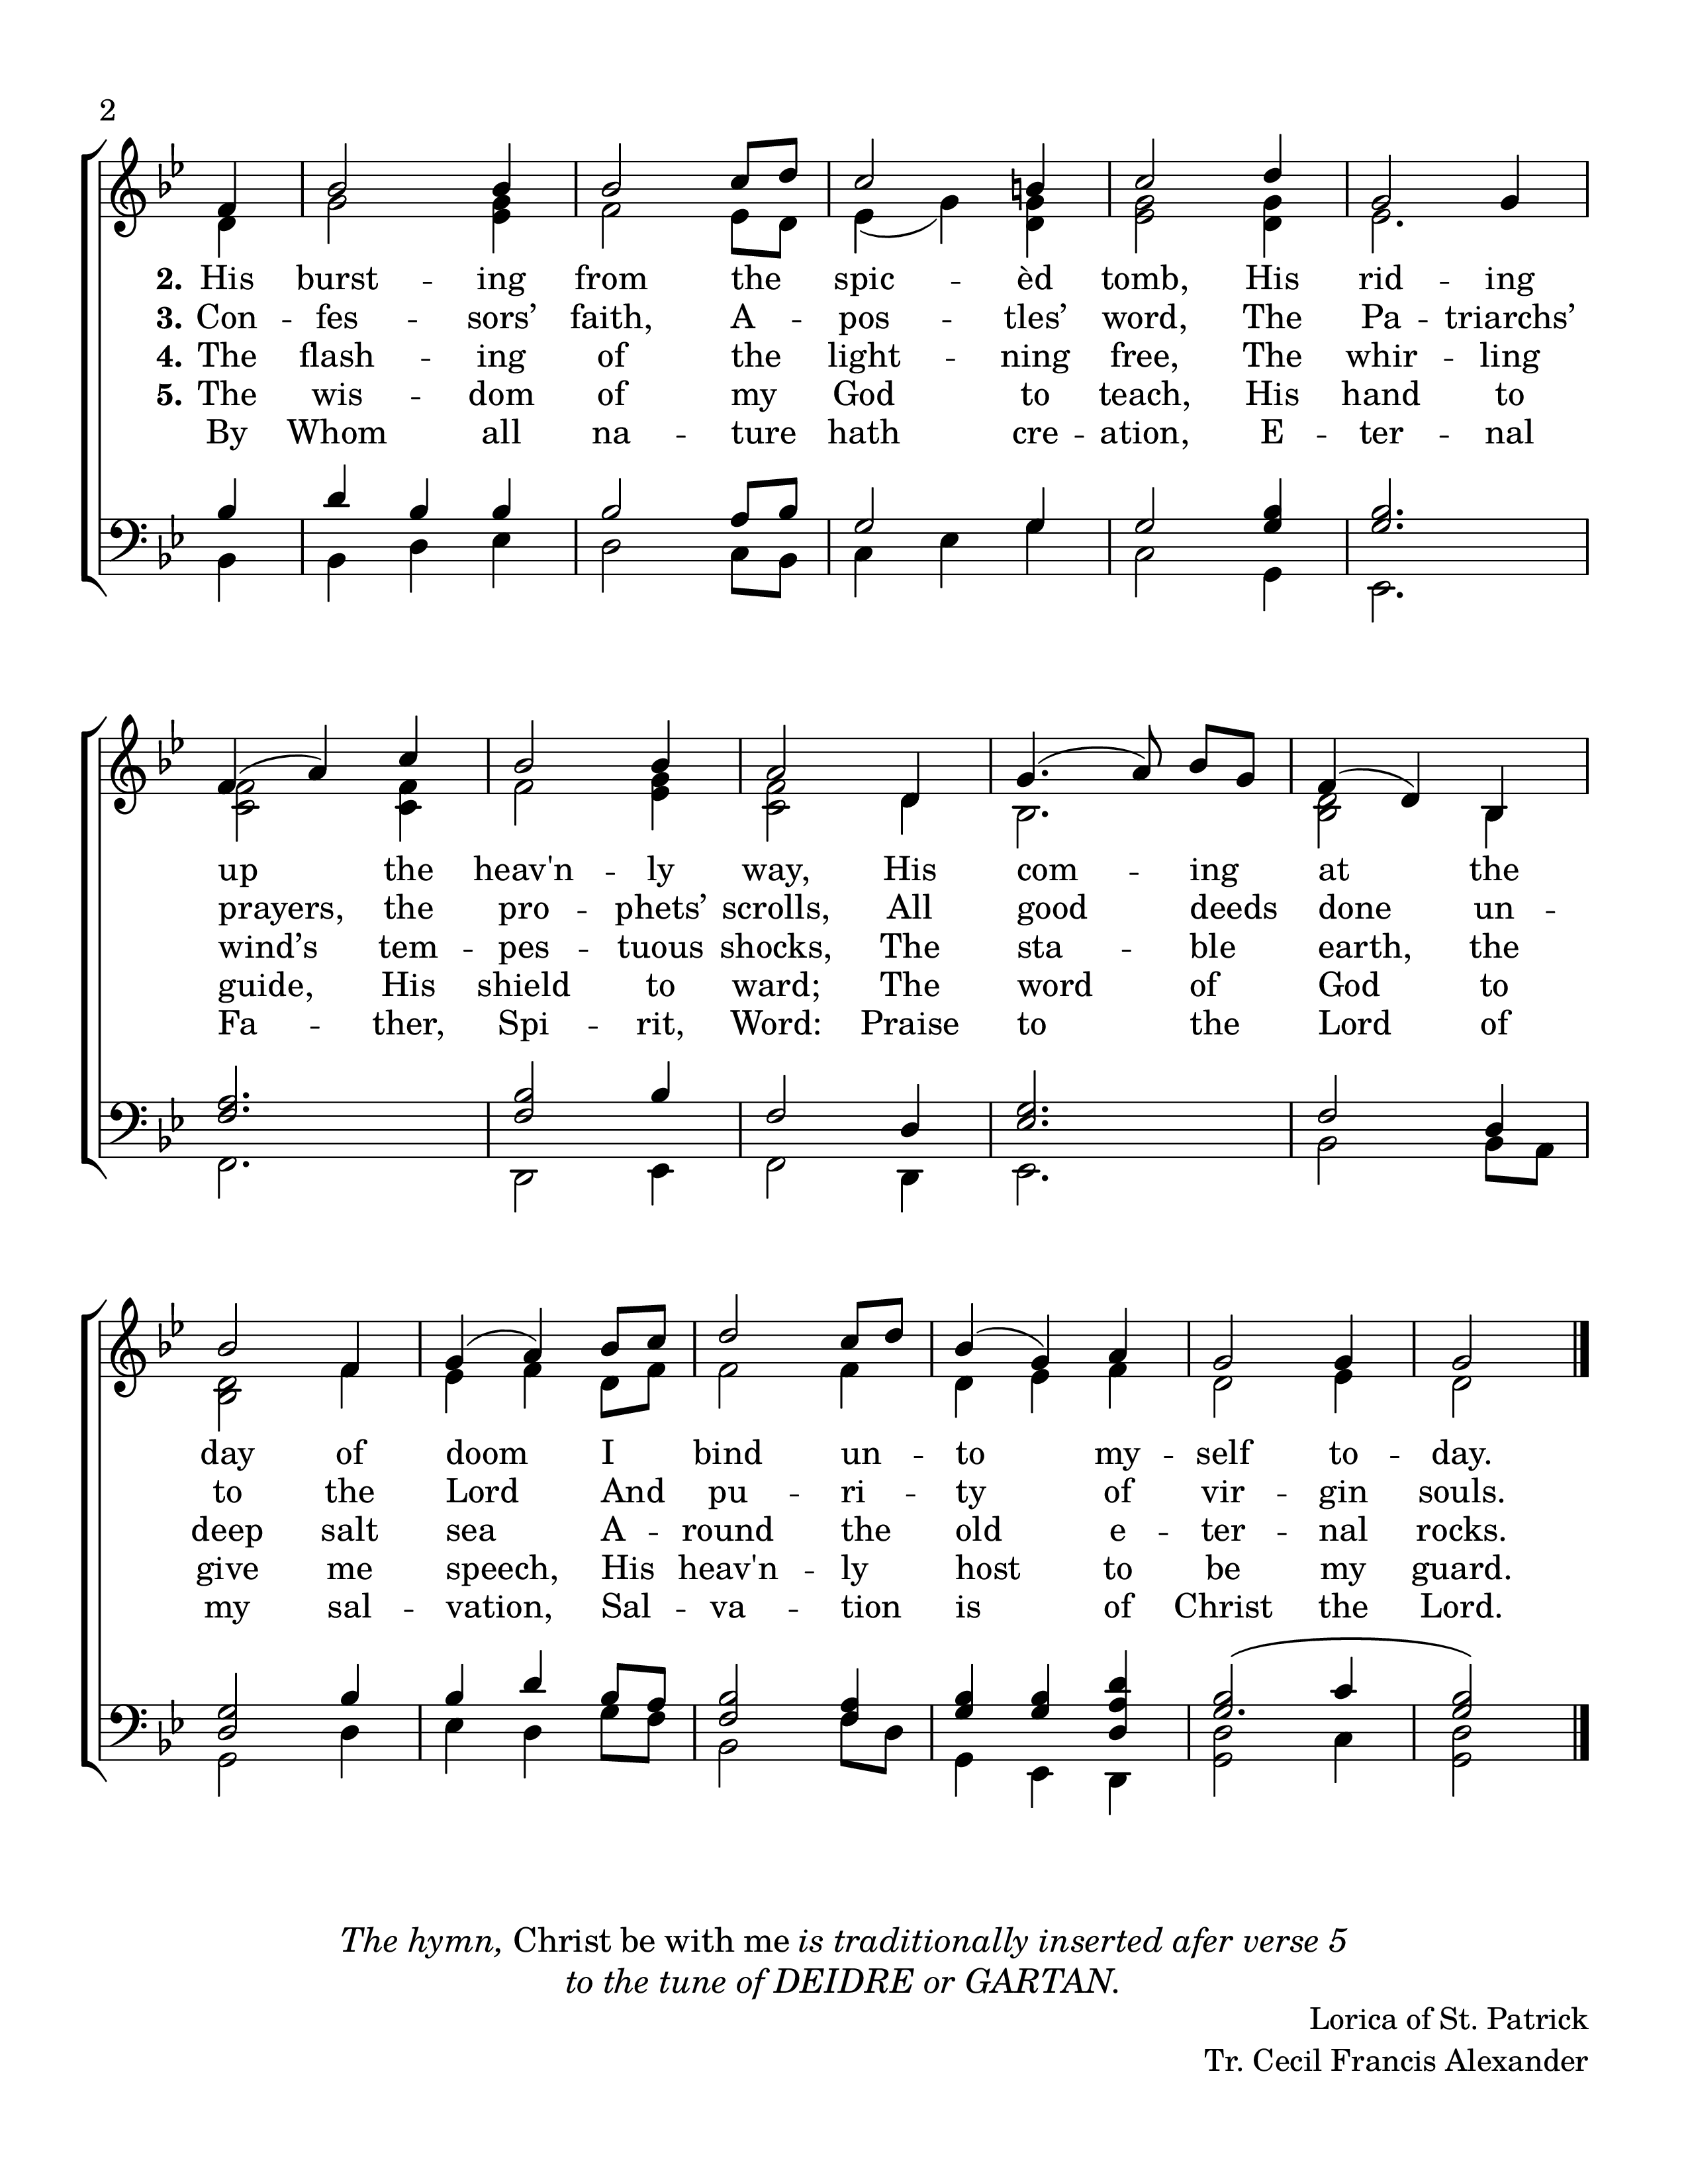 2
2. His burst -- ing from the spic -- èd tomb, His rid -- ing
3. Con -- fes -- sors’ faith, A -- pos -- tles’ word, The Pa -- triarchs’
4. The flash -- ing of the light -- ning free, The whir -- ling
5. The wis -- dom of my God to teach, His hand to
By Whom all na -- ture hath cre -- ation, E -- ter -- nal
up the heav'n -- ly way, His com -- ing at the
prayers, the pro -- phets’ scrolls, All good deeds done un --
wind’s tem -- pes -- tuous shocks, The sta -- ble earth, the
guide, His shield to ward; The word of God to
Fa -- ther, Spi -- rit, Word: Praise to the Lord of
day of doom I bind un -- to my -- self to -- day.
to the Lord And pu -- ri -- ty of vir -- gin souls.
deep salt sea A -- round the old e -- ter -- nal rocks.
give me speech, His heav'n -- ly host to be my guard.
my sal -- vation, Sal -- va -- tion is of Christ the Lord.
The hymn, Christ be with me is traditionally inserted afer verse 5
to the tune of DEIDRE or GARTAN.
Lorica of St. Patrick
Tr. Cecil Francis Alexander